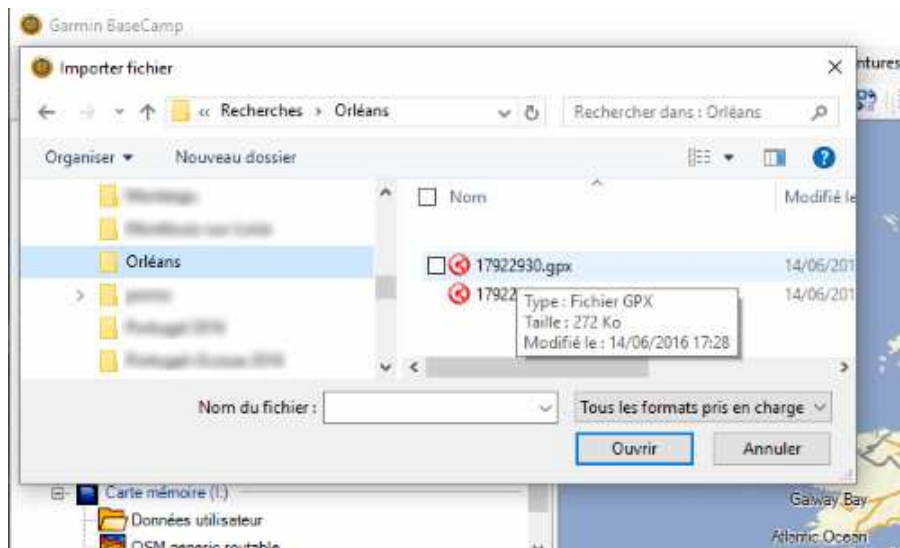 Garmin BaseCamp
Importer fichier
ntures
« Recherches › Orléans
Rechercher dans : Orléans
Organiser
Nouveau dossier
Nom
Modifié le
Orléans
17922930.gpx
14/06/201
17922
14/06/201
Type : Fichier GPX
Taille : 272 Ko
Modifié le : 14/06/2016 17:28
Nom du fichier :
Tous les formats pris en charge
Ouvrir
Annuler
Carte mémoire (I:)
Données utilisateur
OSM generic routable
Galway Bay
Atlantic Ocean